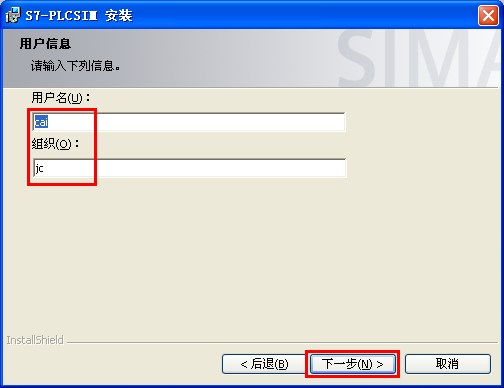 S7-PLCSIM 安装
用户信息
请输入下列信息。
SIMA
用户名(U)：
cai
组织(O)：
jc
InstallShield
< 后退(B)
下一步(N) >
取消